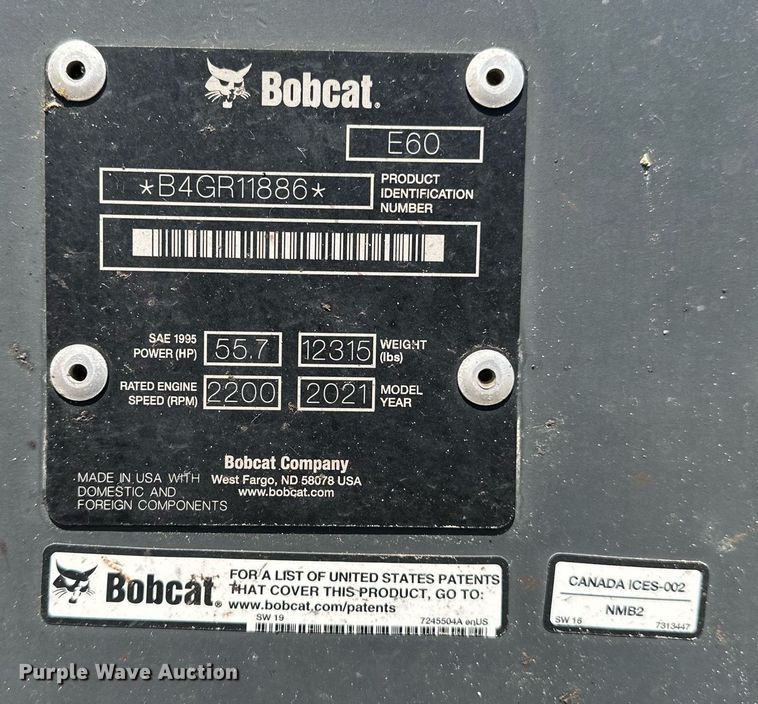 Bobcat.
E60
*B4GR11886*
PRODUCT
IDENTIFICATION
NUMBER
SAE 1995
POWER (HP)
55.7
12315
WEIGHT
(lbs)
RATED ENGINE
SPEED (RPM)
2200
2021
MODEL
YEAR
Bobcat Company
West Fargo, ND 58078 USA
www.bobcat.com
MADE IN USA WITH
DOMESTIC AND
FOREIGN COMPONENTS
Bobcat.
FOR A LIST OF UNITED STATES PATENTS
THAT COVER THIS PRODUCT, GO TO:
www.bobcat.com/patents
SW 19
7245504A enUS
CANADA ICES-002
NMB2
SW 16
7313447
Purple Wave Auction